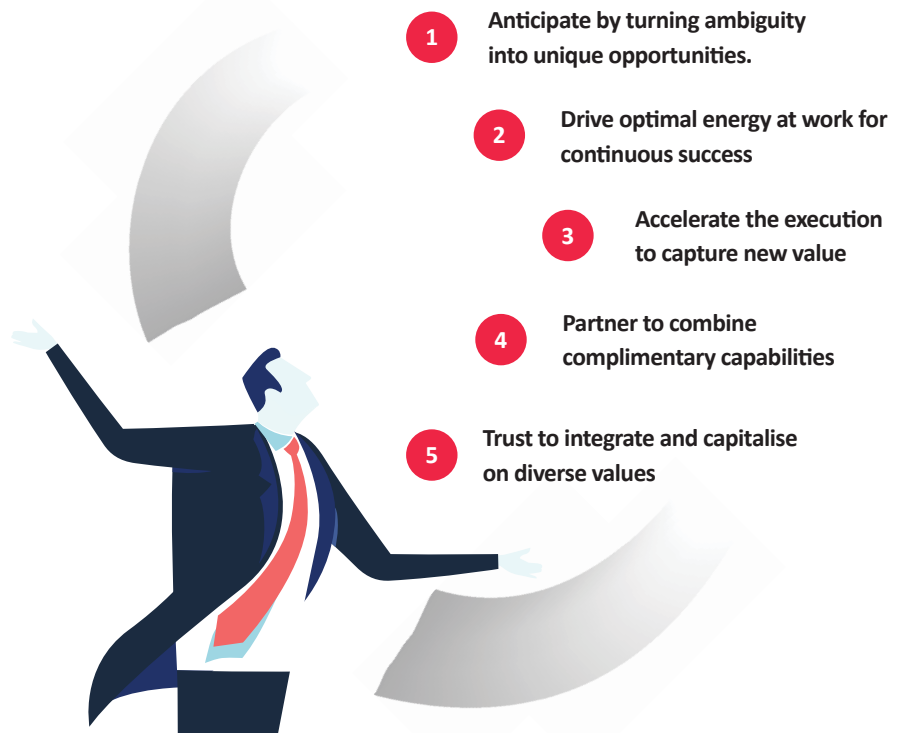 1
Anticipate by turning ambiguity
into unique opportunities.
2
Drive optimal energy at work for
continuous success
3
Accelerate the execution
to capture new value
4
Partner to combine
complimentary capabilities
5
Trust to integrate and capitalise
on diverse values